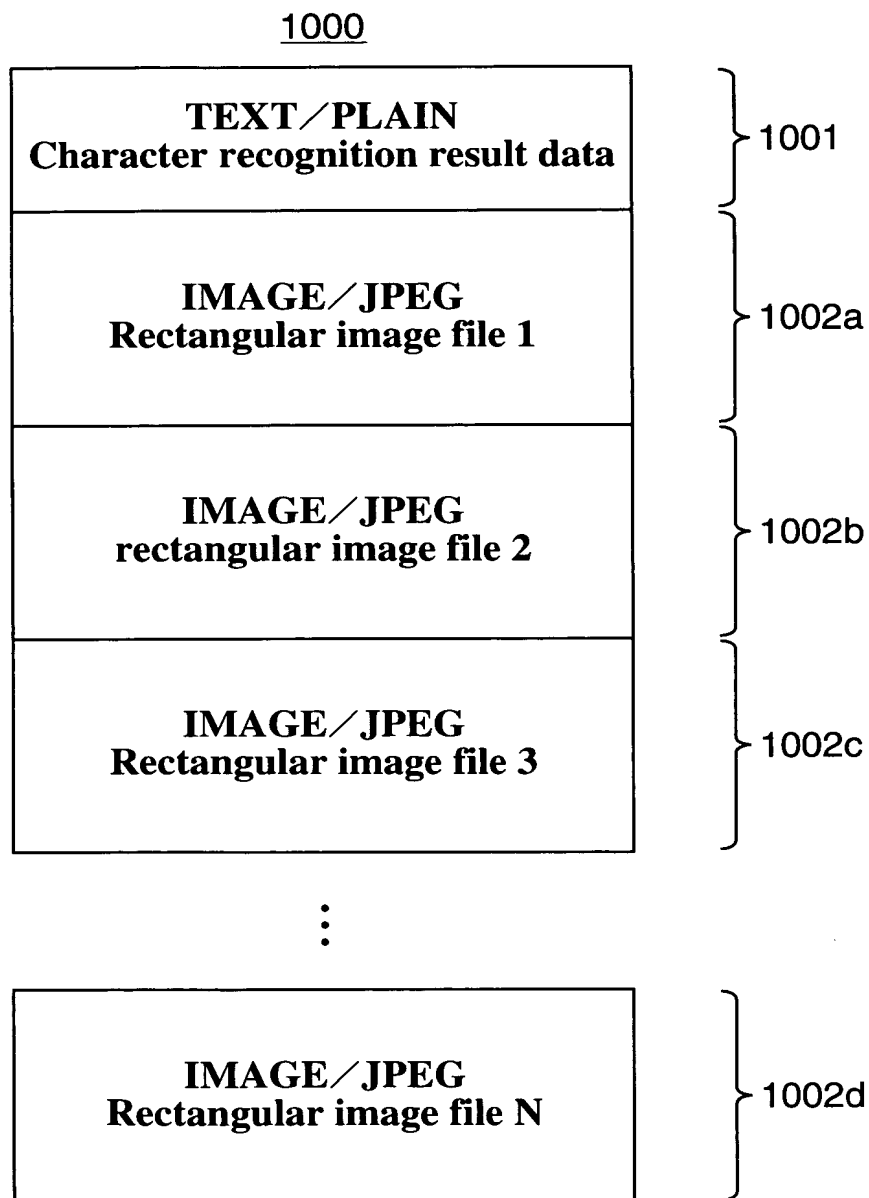 1000
TEXT／PLAIN
Character recognition result data
1001
IMAGE／JPEG
Rectangular image file 1
1002a
IMAGE／JPEG
rectangular image file 2
1002b
IMAGE／JPEG
Rectangular image file 3
1002c
⋮
IMAGE／JPEG
Rectangular image file N
1002d